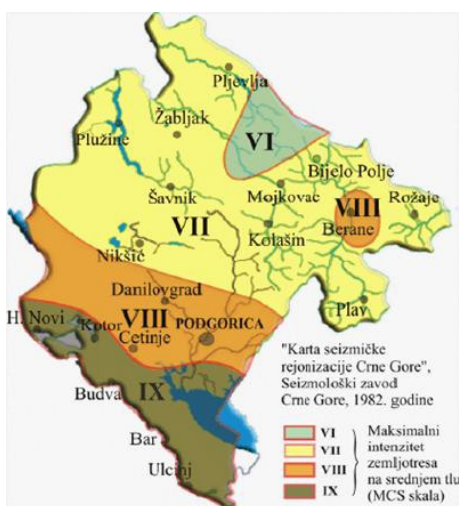 Pljevlja
Žabljak
Plužine
VI
Bijelo Polje
Šavnik
Mojkovac
VIII
Rožaje
VII
Berane
Kolašin
Nikšić
Danilovgrad
Plav
H. Novi
VIII PODGORICA
Kotor
Cetinje
"Karta seizmičke
rejonizacije Crne Gore",
Seizmološki zavod
Crne Gore, 1982. godine
IX
Budva
Bar
Ulcinj
VI
VII
VIII
IX
Maksimalni
intenzitet
zemljotresa
na srednjem tlu
(MCS skala)